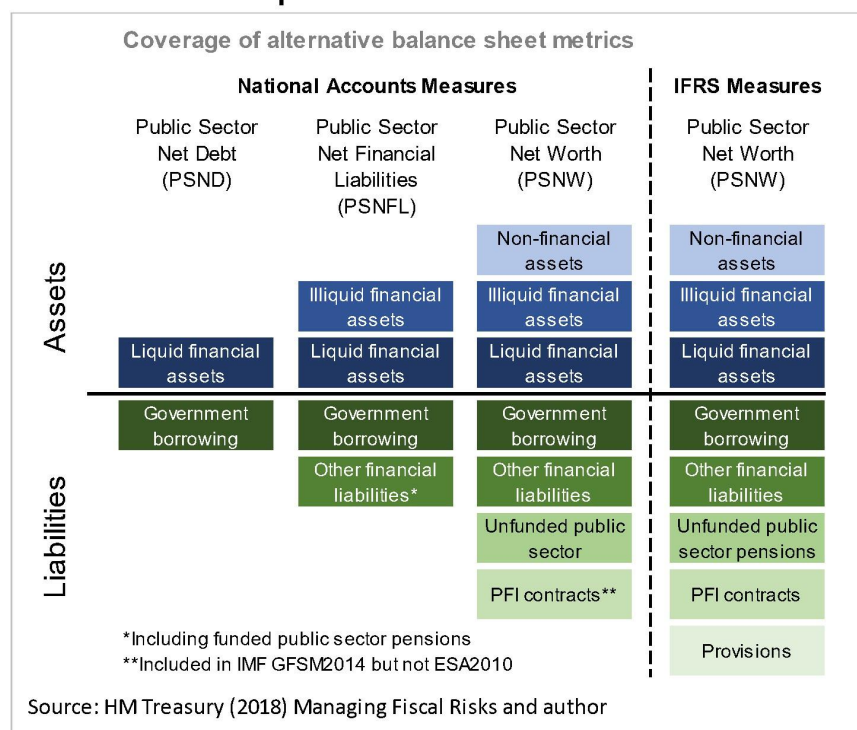 Coverage of alternative balance sheet metrics
National Accounts Measures
IFRS Measures
Public Sector
Net Debt
(PSND)
Public Sector
Net Financial
Liabilities
(PSNFL)
Public Sector
Net Worth
(PSNW)
Public Sector
Net Worth
(PSNW)
Assets
Non-financial
assets
Non-financial
assets
Illiquid financial
assets
Illiquid financial
assets
Illiquid financial
assets
Liquid financial
assets
Liquid financial
assets
Liquid financial
assets
Liquid financial
assets
Liabilities
Government
borrowing
Government
borrowing
Government
borrowing
Government
borrowing
Other financial
liabilities*
Other financial
liabilities
Other financial
liabilities
Unfunded public
sector
Unfunded public
sector pensions
PFI contracts**
PFI contracts
Provisions
*Including funded public sector pensions
**Included in IMF GFSM2014 but not ESA2010
Source: HM Treasury (2018) Managing Fiscal Risks and author